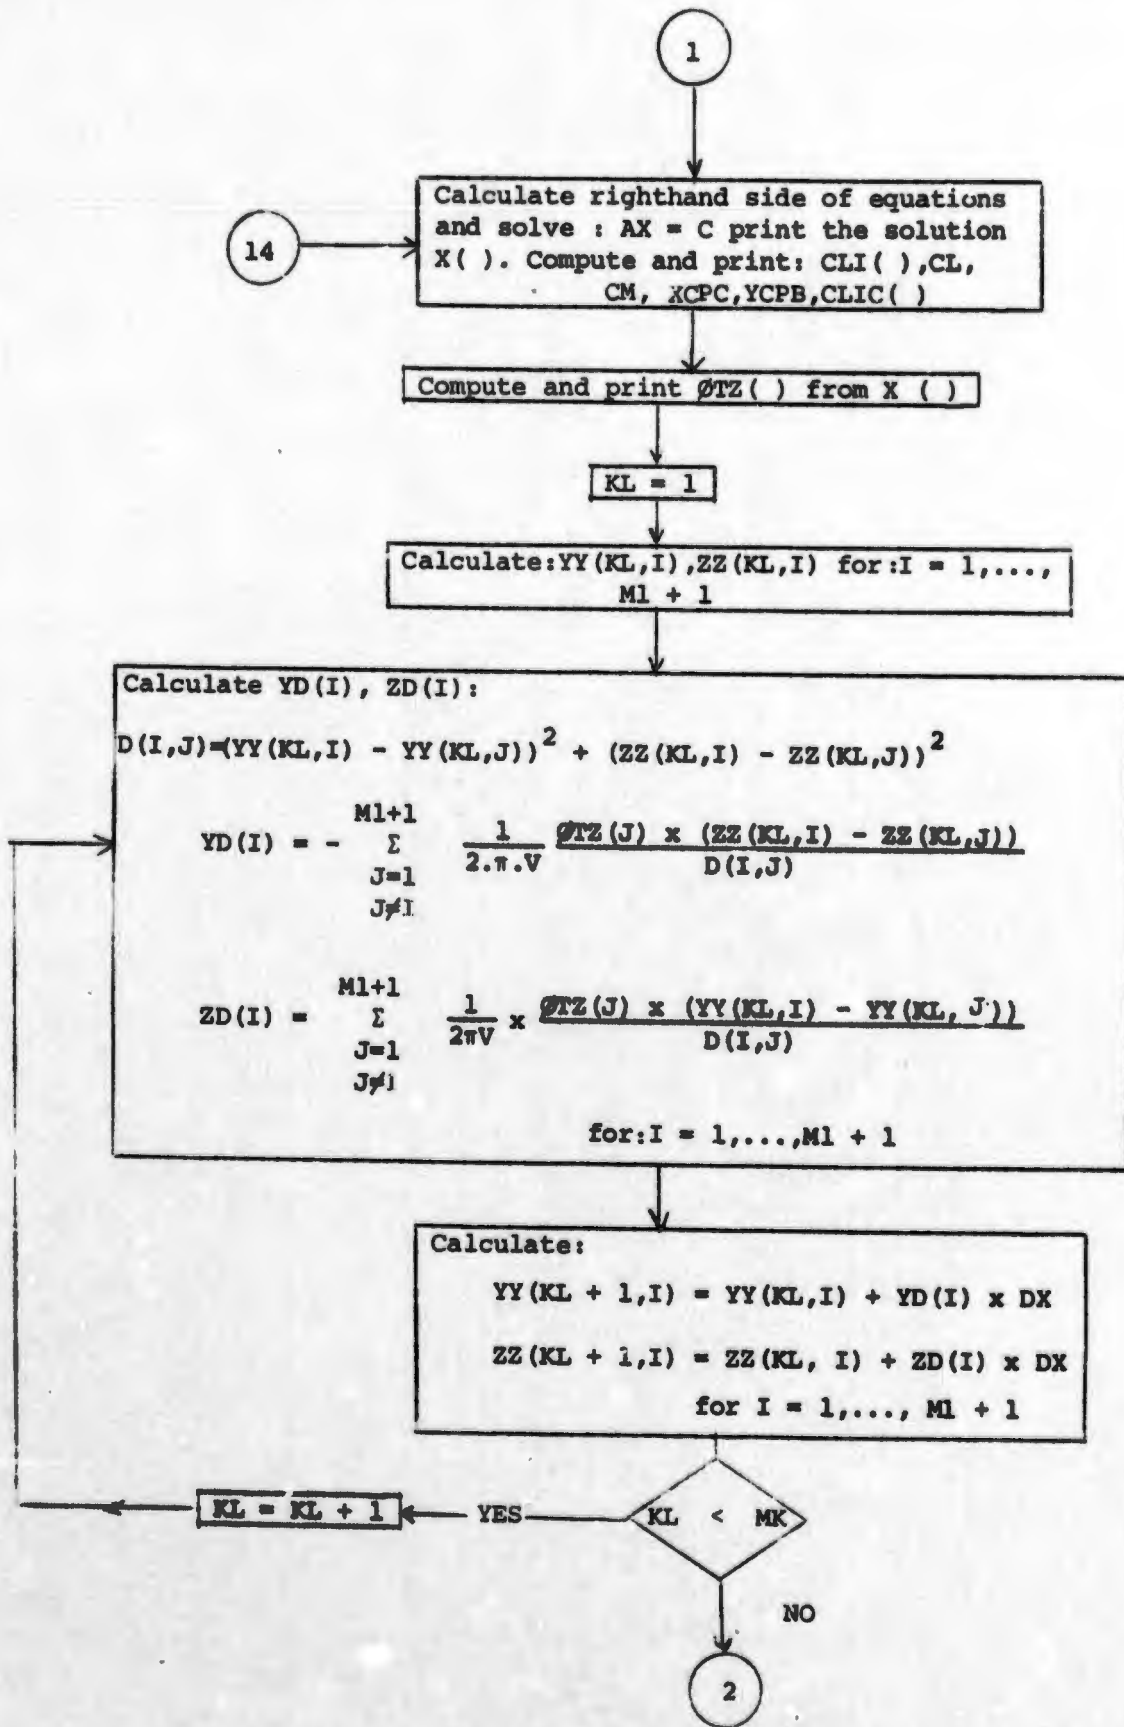 1
14
Calculate righthand side of equations
and solve : AX = C print the solution
X( ). Compute and print: CLI( ),CL,
CM, XCPC,YCPB,CLIC( )
Compute and print ØTZ( ) from X ( )
KL = 1
Calculate:YY(KL,I),ZZ(KL,I) for:I = 1,...,
M1 + 1
Calculate YD(I), ZD(I):
D(I,J)=(YY(KL,I) - YY(KL,J))² + (ZZ(KL,I) - ZZ(KL,J))²
M1+1
YD(I) = - Σ 1/2.π.V ØTZ(J) x (ZZ(KL,I) - ZZ(KL,J))/D(I,J)
J=1
J≠I
M1+1
ZD(I) = Σ 1/2πV x ØTZ(J) x (YY(KL,I) - YY(KL, J))/D(I,J)
J=1
J≠I
for:I = 1,...,M1 + 1
Calculate:
YY(KL + 1,I) = YY(KL,I) + YD(I) x DX
ZZ(KL + 1,I) = ZZ(KL, I) + ZD(I) x DX
for I = 1,..., M1 + 1
KL = KL + 1
YES
KL < MK
NO
2